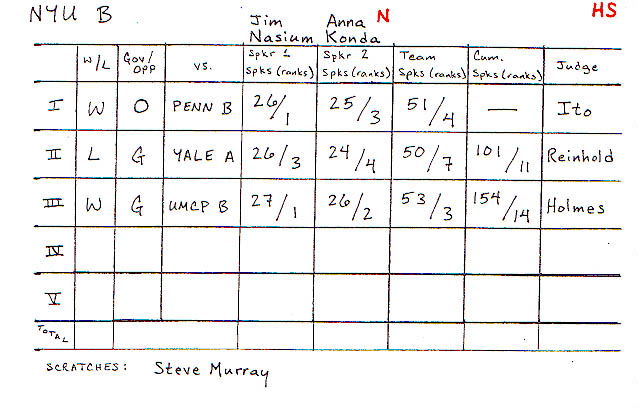 NYU B Jim Anna N HS
Nasium Konda
W/L Gov/OPP vs. Spkr 1 Spks (ranks) Spkr 2 Spks (ranks) Team Spks (ranks) Cum. Spks (ranks) Judge
I W O PENN B 26/1 25/3 51/4 — Ito
II L G YALE A 26/3 24/4 50/7 101/11 Reinhold
III W G UMCP B 27/1 26/2 53/3 154/14 Holmes
IV
V
TOTAL
SCRATCHES: Steve Murray